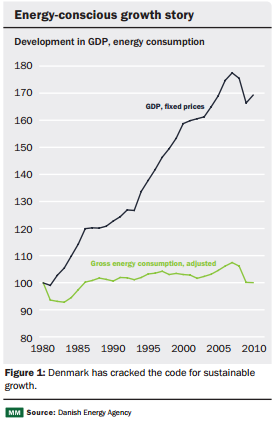 Energy-conscious growth story
Development in GDP, energy consumption
180
170
160
150
140
130
120
110
100
90
80
GDP, fixed prices
Gross energy consumption, adjusted
1980 1985 1990 1995 2000 2005 2010
Figure 1: Denmark has cracked the code for sustainable
growth.
MM Source: Danish Energy Agency